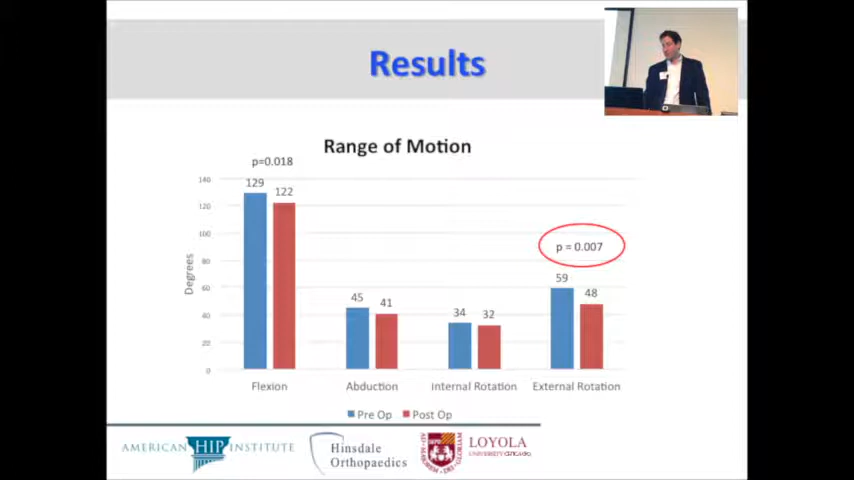 Results
Range of Motion
p=0.018
129
122
45
41
34
32
p = 0.007
59
48
140
120
100
80
60
40
20
0
Degrees
Flexion
Abduction
Internal Rotation
External Rotation
Pre Op
Post Op
AMERICAN HIP INSTITUTE
Hinsdale
Orthopaedics
LOYOLA
UNIVERSITY CHICAGO